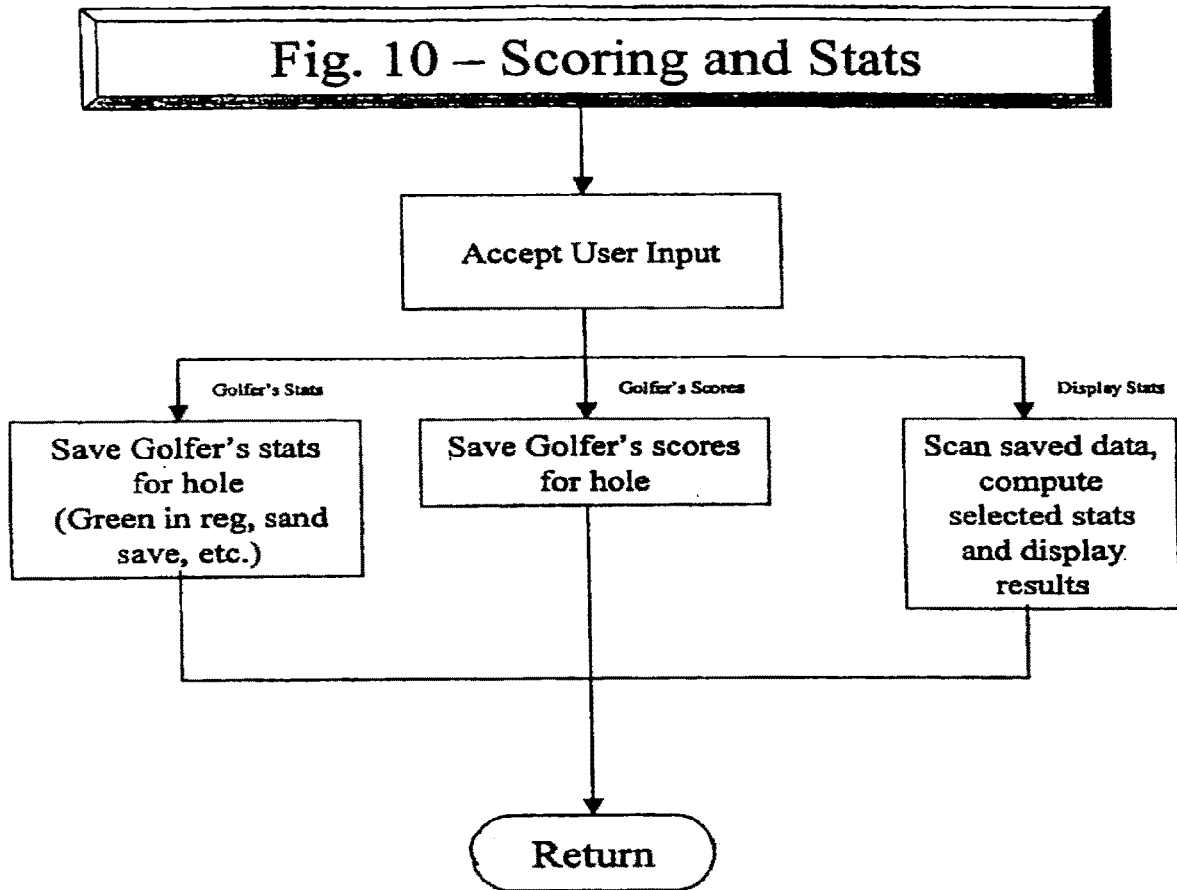 Fig. 10 – Scoring and Stats
Accept User Input
Golfer's Stats
Golfer's Scores
Display Stats
Save Golfer's stats
for hole
(Green in reg, sand
save, etc.)
Save Golfer's scores
for hole
Scan saved data,
compute
selected stats
and display
results
Return